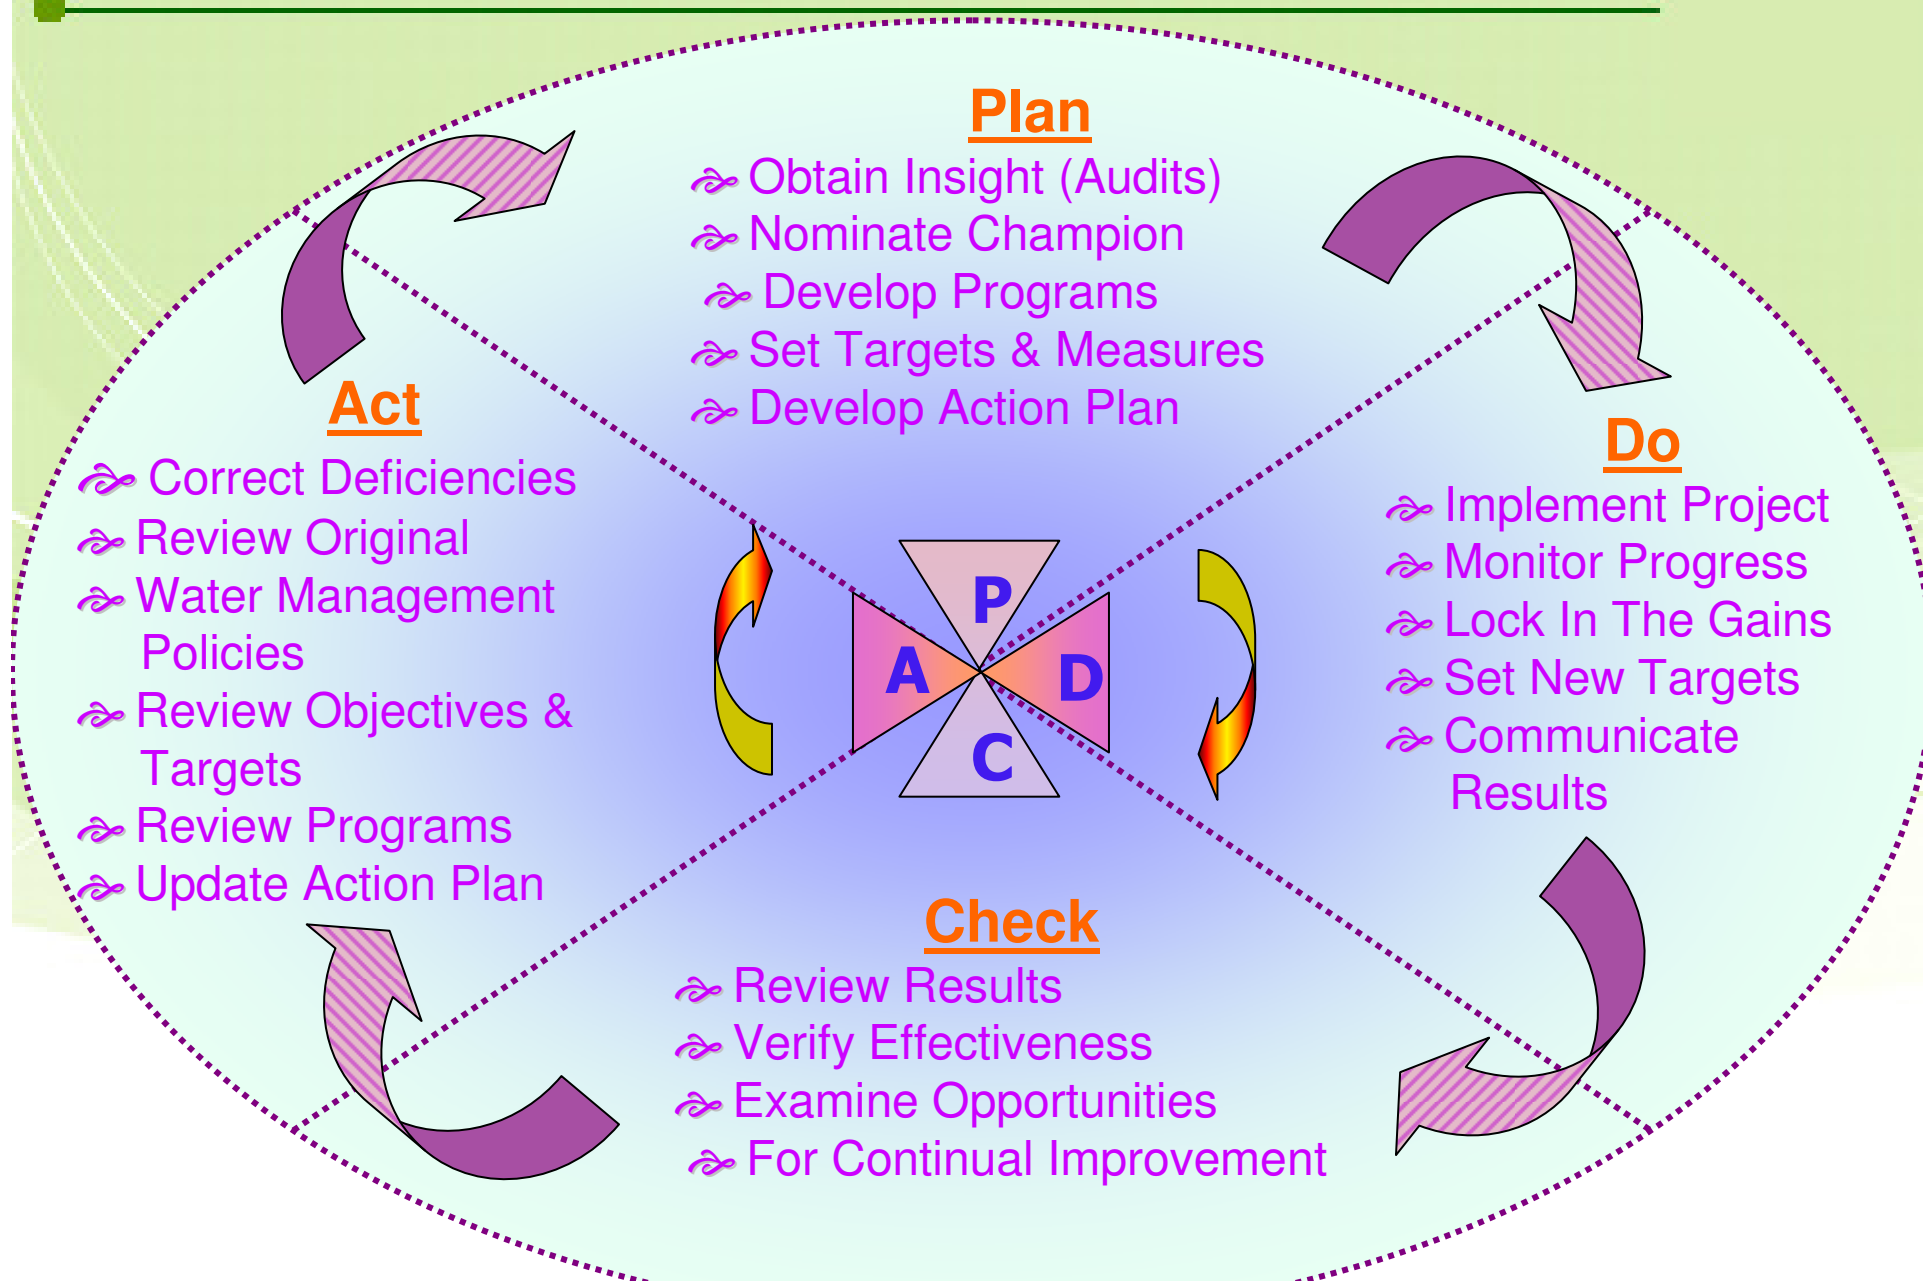 Plan
Obtain Insight (Audits)
Nominate Champion
Develop Programs
Set Targets & Measures
Develop Action Plan
Act
Correct Deficiencies
Review Original
Water Management
Policies
Review Objectives &
Targets
Review Programs
Update Action Plan
Do
Implement Project
Monitor Progress
Lock In The Gains
Set New Targets
Communicate
Results
P
A
D
C
Check
Review Results
Verify Effectiveness
Examine Opportunities
For Continual Improvement